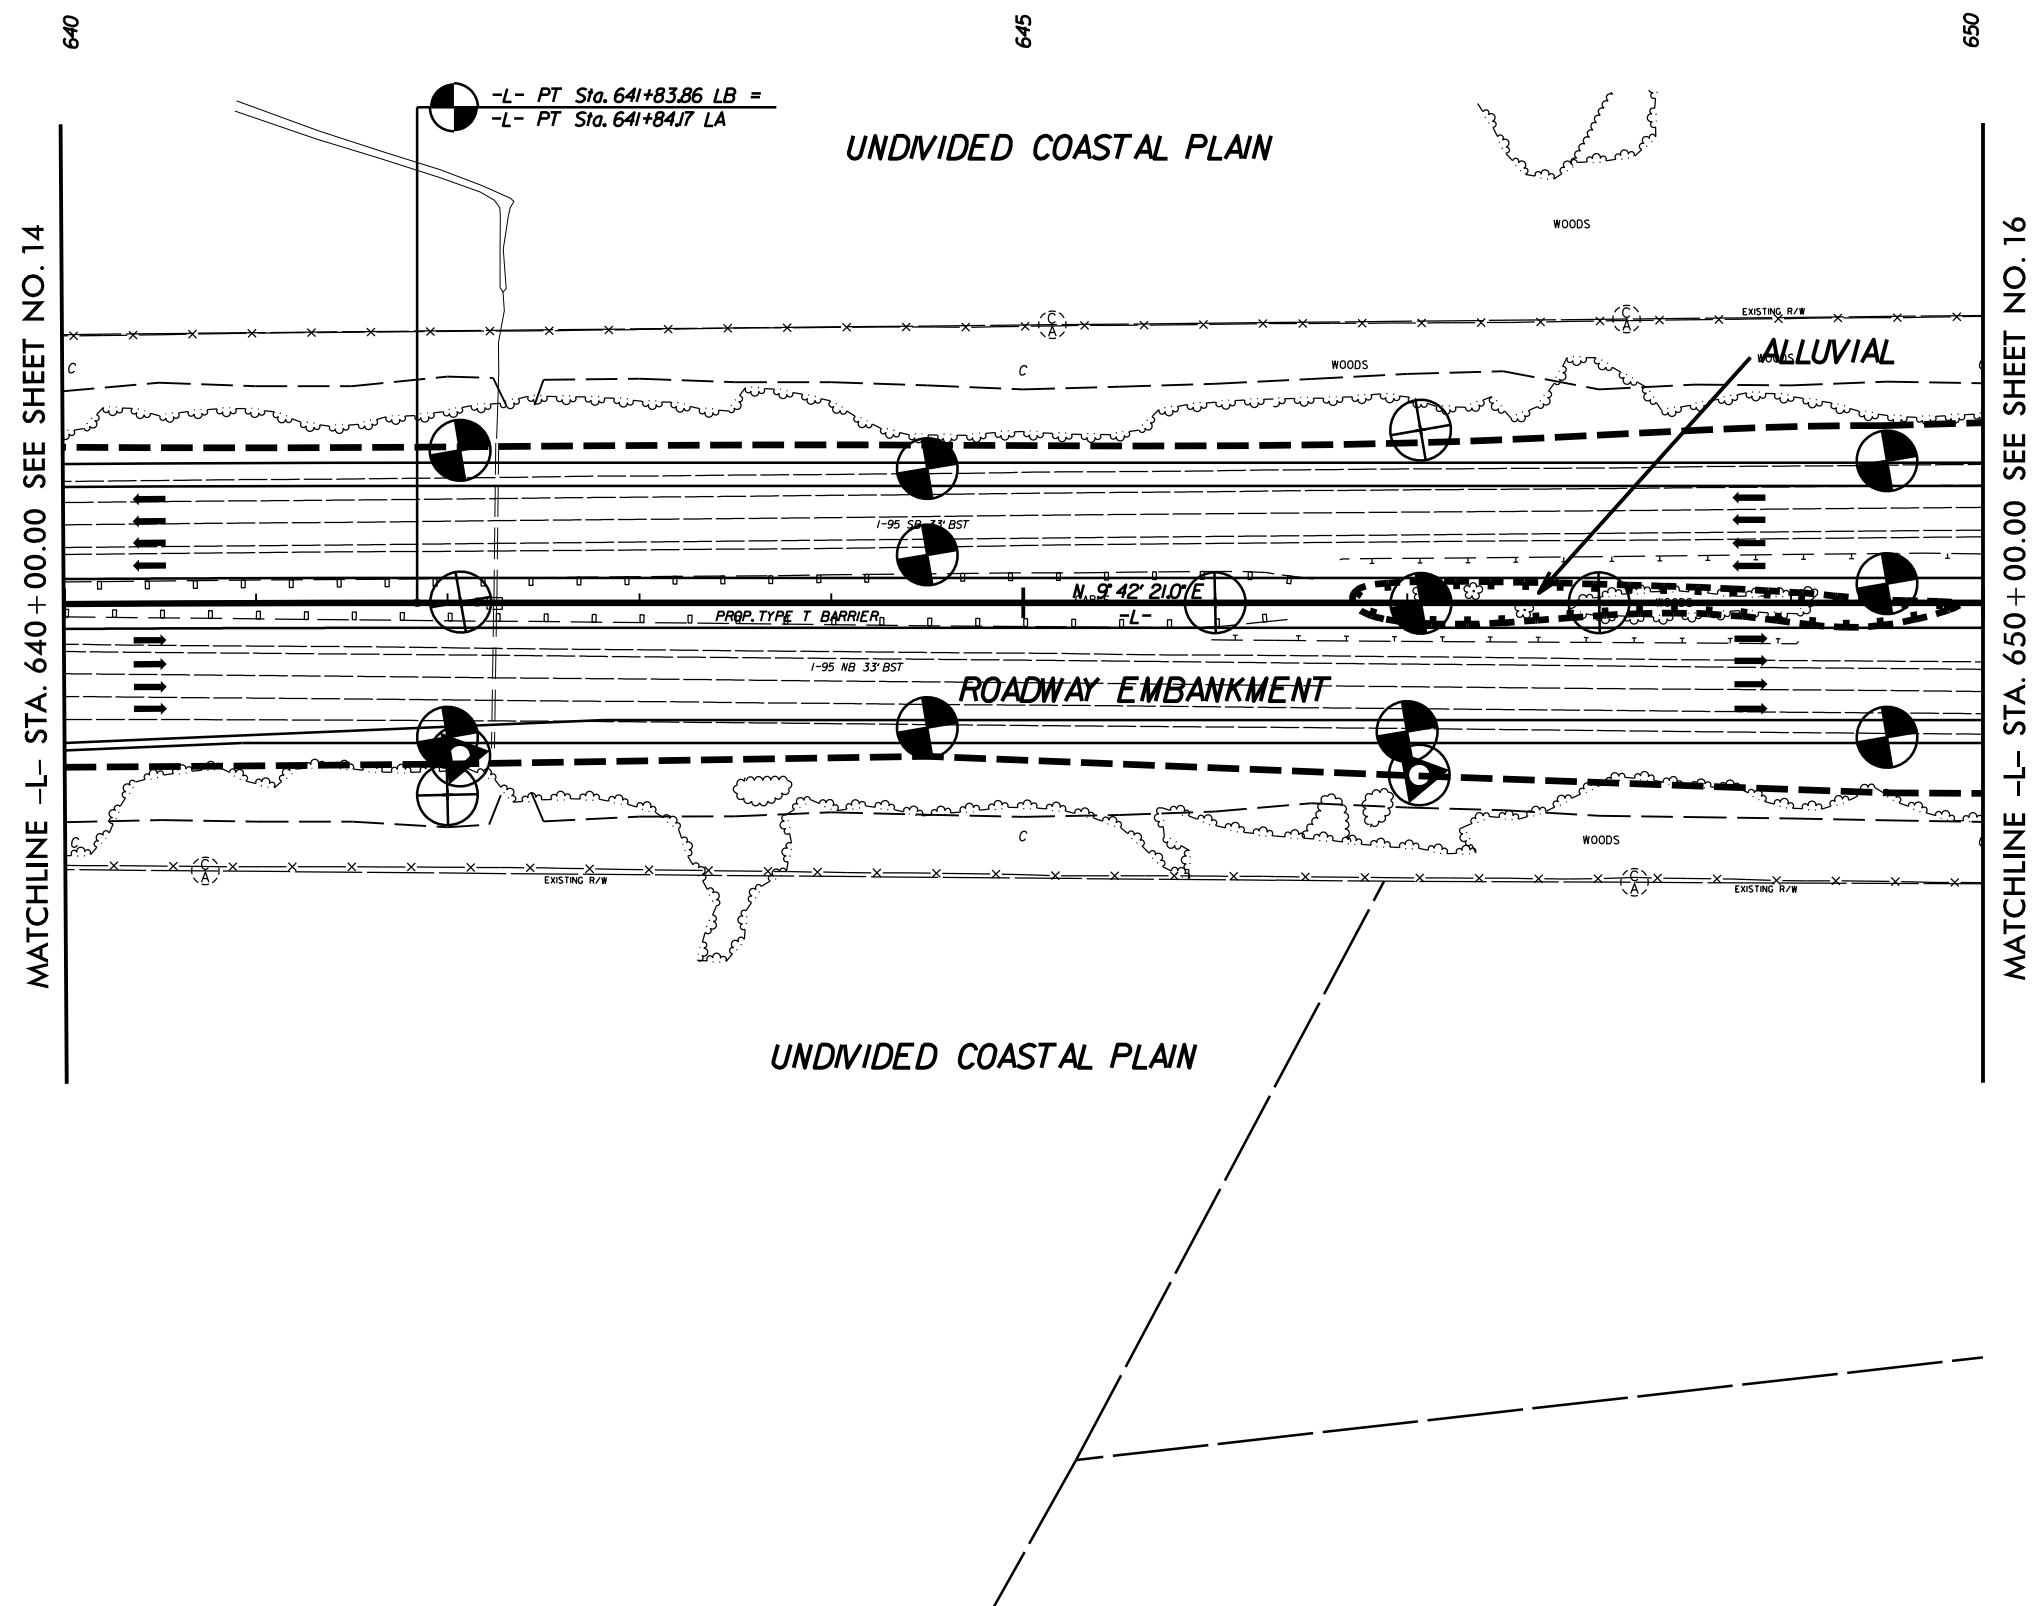 640
645
650
-L- PT Sta. 641+83.86 LB =
-L- PT Sta. 641+84.17 LA
UNDIVIDED COASTAL PLAIN
WOODS
MATCHLINE -L- STA. 640+00.00 SEE SHEET NO. 14
MATCHLINE -L- STA. 650+00.00 SEE SHEET NO. 16
EXISTING R/W
C
A
C
A
C
C
WOODS
WOODS
ALLUVIAL
I-95 SB 33' BST
N 9° 42' 21.0" E
-L-
WOODS
PROP. TYPE T BARRIER
I-95 NB 33' BST
ROADWAY EMBANKMENT
C
C
WOODS
C
A
EXISTING R/W
C
A
EXISTING R/W
UNDIVIDED COASTAL PLAIN